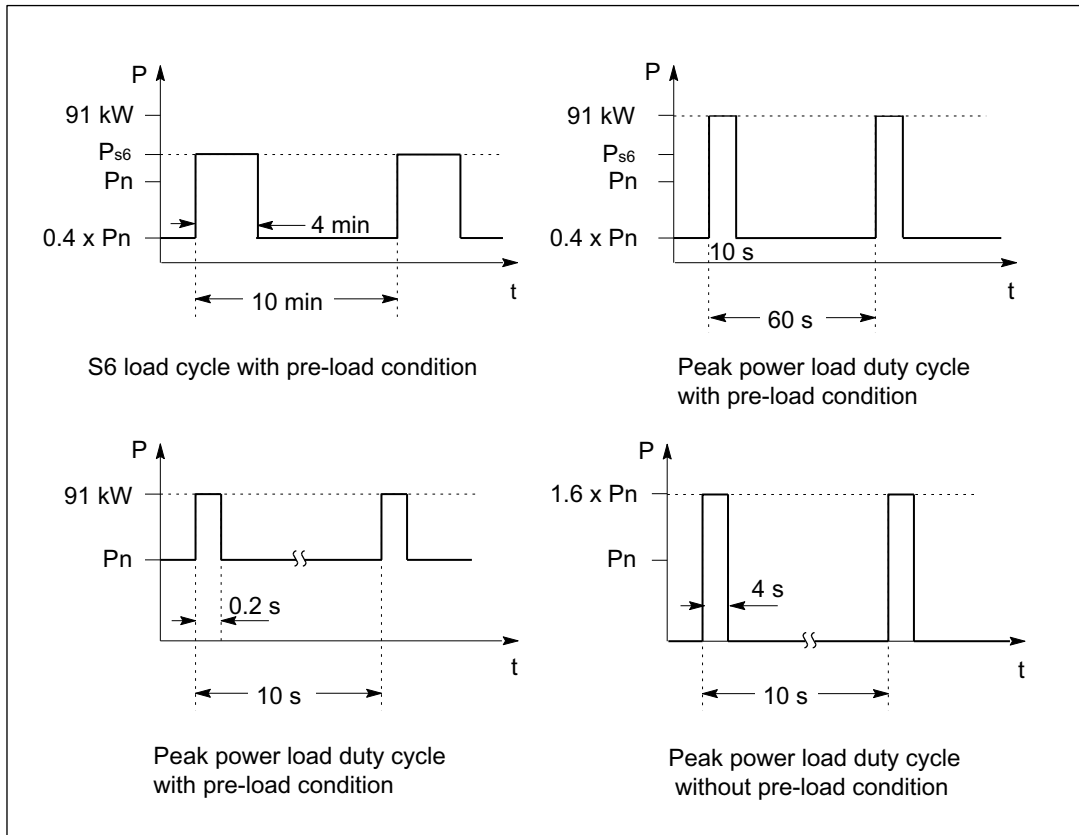 P
91 kW
Ps6
Pn
0.4 x Pn
4 min
10 min
t
S6 load cycle with pre-load condition
P
91 kW
Ps6
Pn
0.4 x Pn
10 s
60 s
t
Peak power load duty cycle
with pre-load condition
P
91 kW
Pn
0.2 s
10 s
t
Peak power load duty cycle
with pre-load condition
P
1.6 x Pn
Pn
4 s
10 s
t
Peak power load duty cycle
without pre-load condition